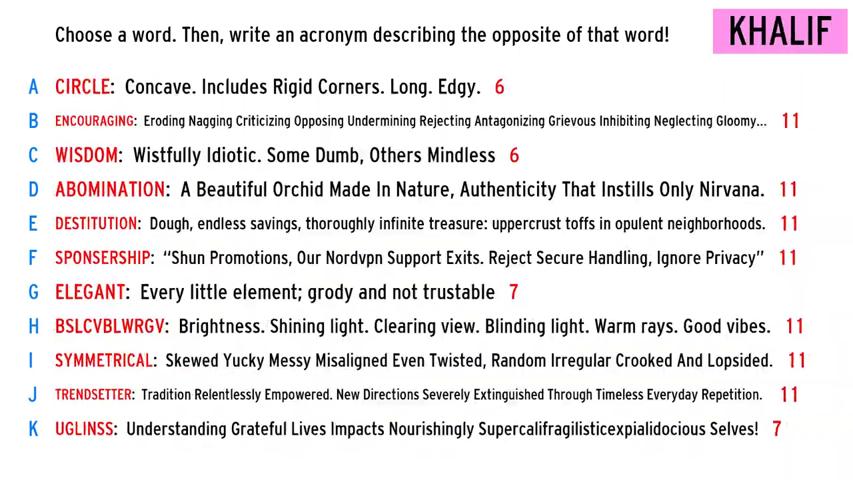 Choose a word. Then, write an acronym describing the opposite of that word!
KHALIF
A CIRCLE: Concave. Includes Rigid Corners. Long. Edgy. 6
B ENCOURAGING: Eroding Nagging Criticizing Opposing Undermining Rejecting Antagonizing Grievous Inhibiting Neglecting Gloomy... 11
C WISDOM: Wistfully Idiotic. Some Dumb, Others Mindless 6
D ABOMINATION: A Beautiful Orchid Made In Nature, Authenticity That Instills Only Nirvana. 11
E DESTITUTION: Dough, endless savings, thoroughly infinite treasure: uppercrust toffs in opulent neighborhoods. 11
F SPONSERSHIP: “Shun Promotions, Our Nordvpn Support Exits. Reject Secure Handling, Ignore Privacy” 11
G ELEGANT: Every little element; grody and not trustable 7
H BSLCVBLWRGV: Brightness. Shining light. Clearing view. Blinding light. Warm rays. Good vibes. 11
I SYMMETRICAL: Skewed Yucky Messy Misaligned Even Twisted, Random Irregular Crooked And Lopsided. 11
J TRENDSETTER: Tradition Relentlessly Empowered. New Directions Severely Extinguished Through Timeless Everyday Repetition. 11
K UGLINSS: Understanding Grateful Lives Impacts Nourishingly Supercalifragilisticexpialidocious Selves! 7